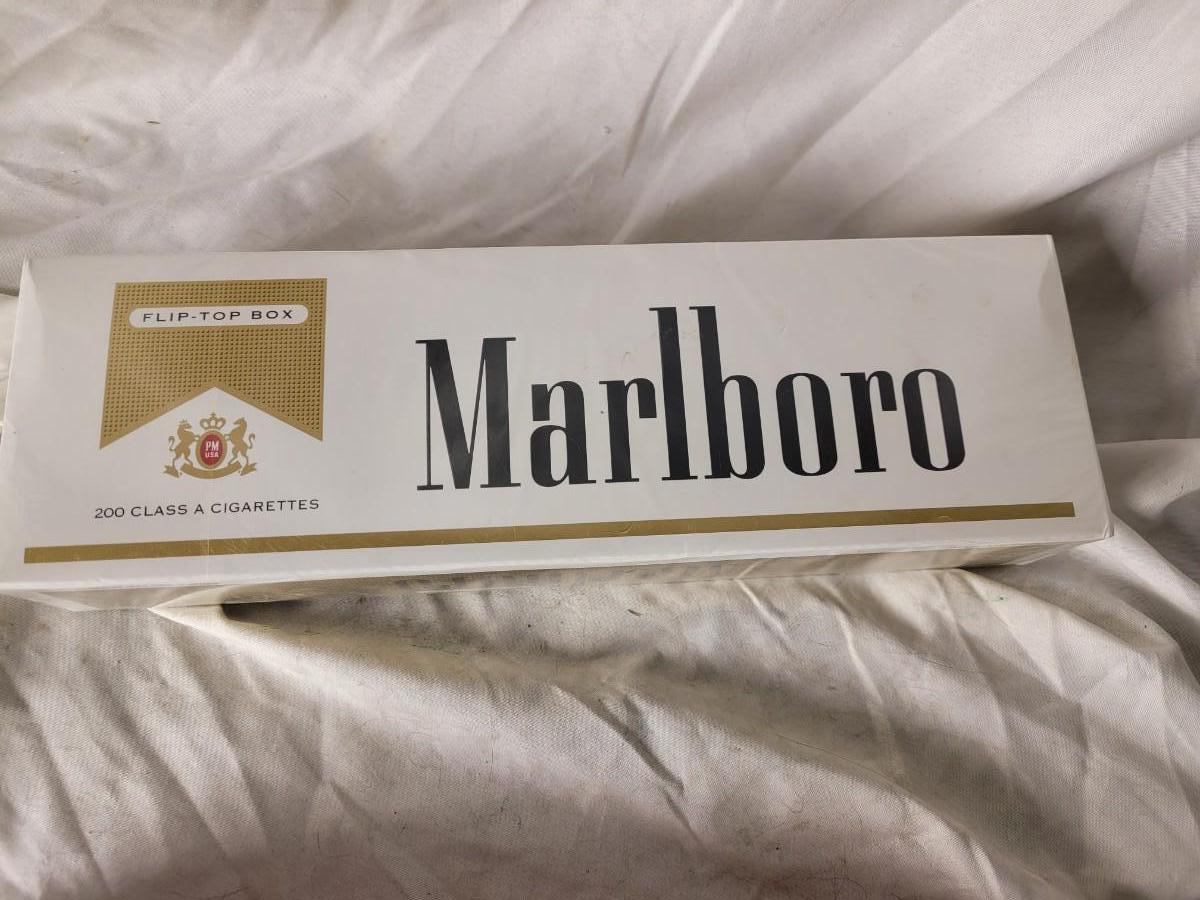 FLIP-TOP BOX
PM
USA
200 CLASS A CIGARETTES
Marlboro